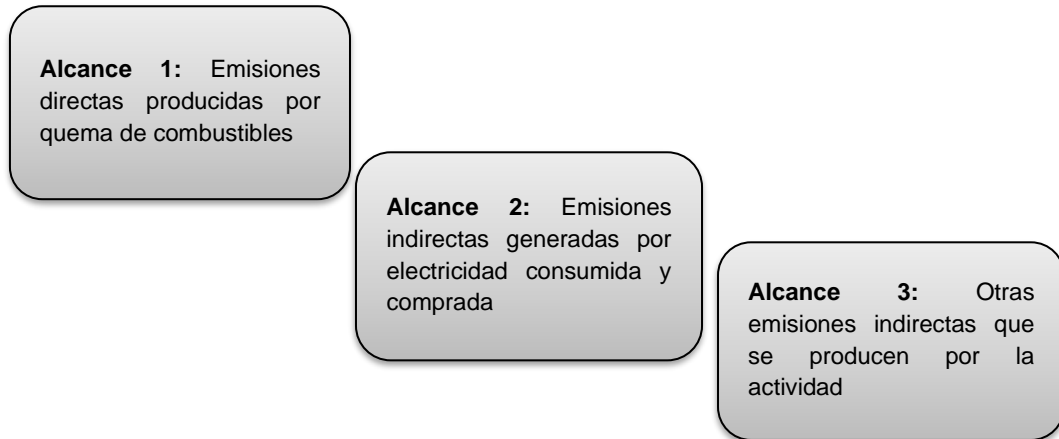 Alcance 1: Emisiones
directas producidas por
quema de combustibles
Alcance 2: Emisiones
indirectas generadas por
electricidad consumida y
comprada
Alcance 3: Otras
emisiones indirectas que
se producen por la
actividad